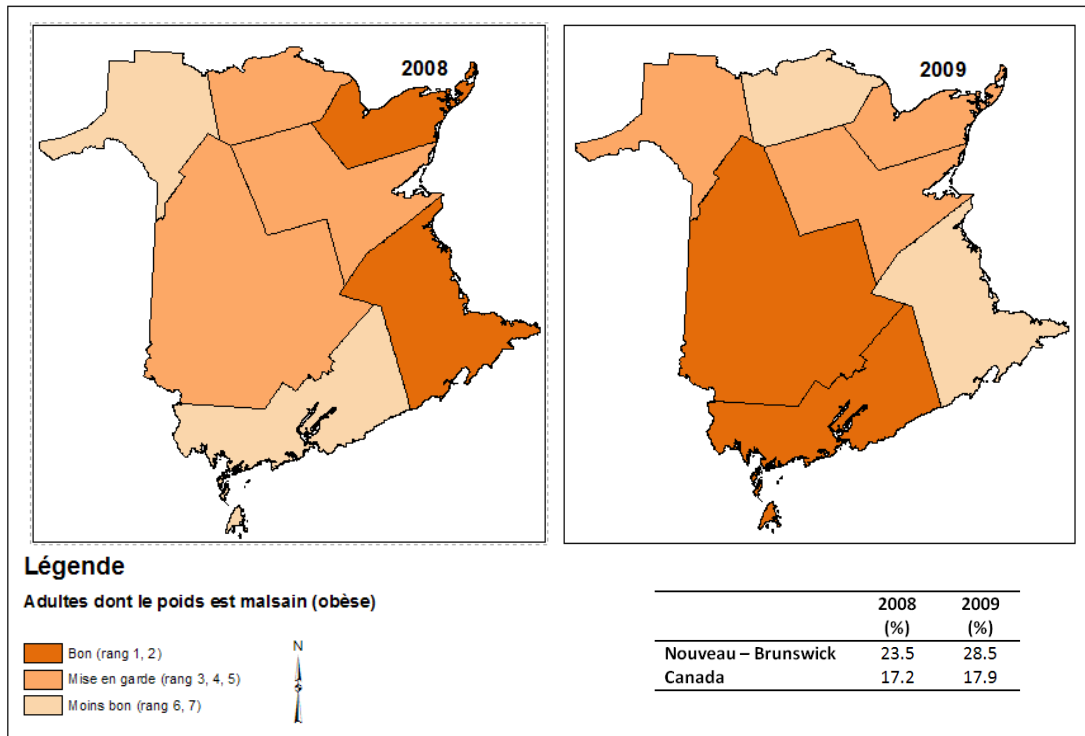 2008
2009
Légende
Adultes dont le poids est malsain (obèse)
Bon (rang 1, 2)
Mise en garde (rang 3, 4, 5)
Moins bon (rang 6, 7)
N
2008 2009
(%) (%)
Nouveau – Brunswick 23.5 28.5
Canada 17.2 17.9